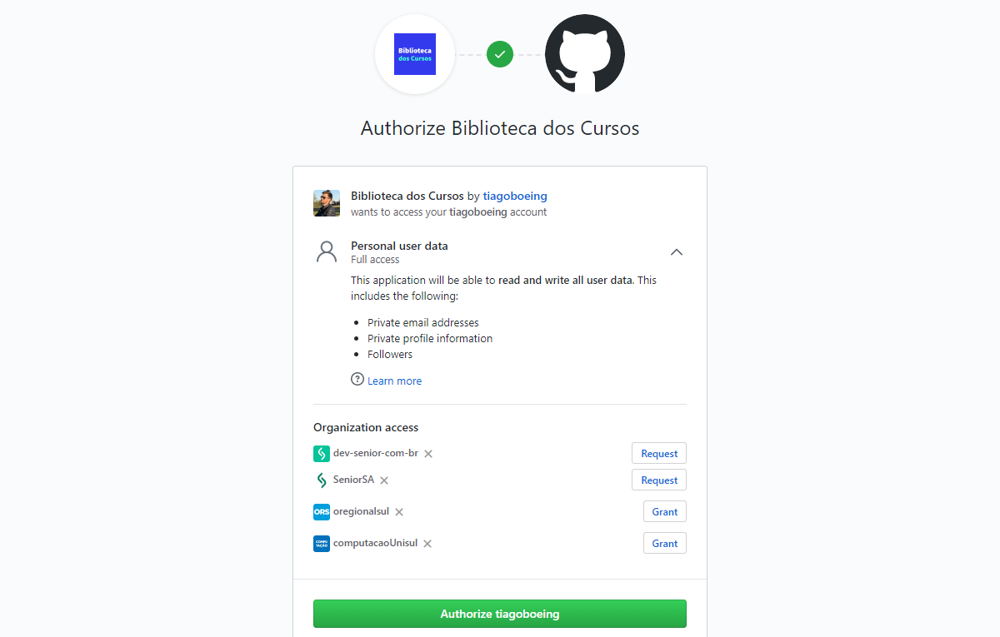 Biblioteca
dos Cursos
Authorize Biblioteca dos Cursos
Biblioteca dos Cursos by tiagoboeing
wants to access your tiagoboeing account
Personal user data
Full access
This application will be able to read and write all user data. This
includes the following:
Private email addresses
Private profile information
Followers
Learn more
Organization access
dev-senior-com-br
Request
SeniorSA
Request
ORS
oregionalsul
Grant
COMPU
TAÇÃO
computacaoUnisul
Grant
Authorize tiagoboeing